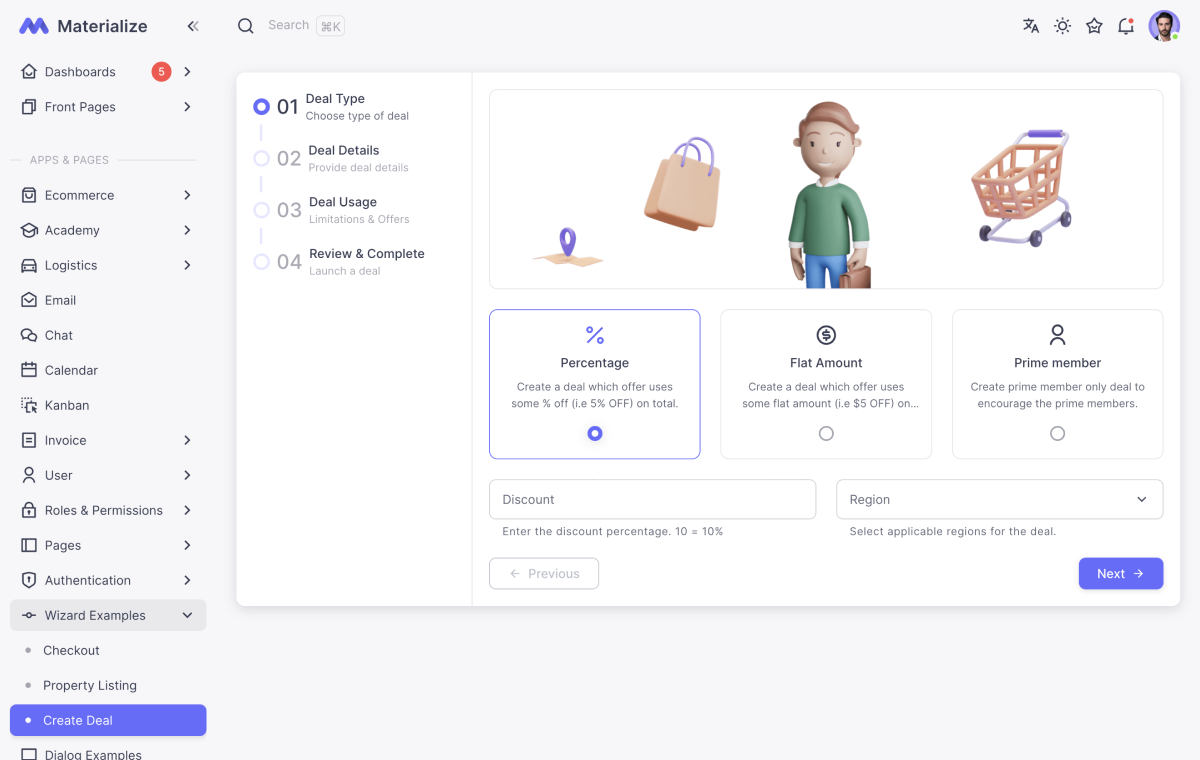 Materialize
Search ⌘K
Dashboards 5
Front Pages
APPS & PAGES
Ecommerce
Academy
Logistics
Email
Chat
Calendar
Kanban
Invoice
User
Roles & Permissions
Pages
Authentication
Wizard Examples
Checkout
Property Listing
Create Deal
Dialog Examples
01 Deal Type
Choose type of deal
02 Deal Details
Provide deal details
03 Deal Usage
Limitations & Offers
04 Review & Complete
Launch a deal
Percentage
Create a deal which offer uses
some % off (i.e 5% OFF) on total.
Flat Amount
Create a deal which offer uses
some flat amount (i.e $5 OFF) on...
Prime member
Create prime member only deal to
encourage the prime members.
Discount
Enter the discount percentage. 10 = 10%
Region
Select applicable regions for the deal.
Previous
Next